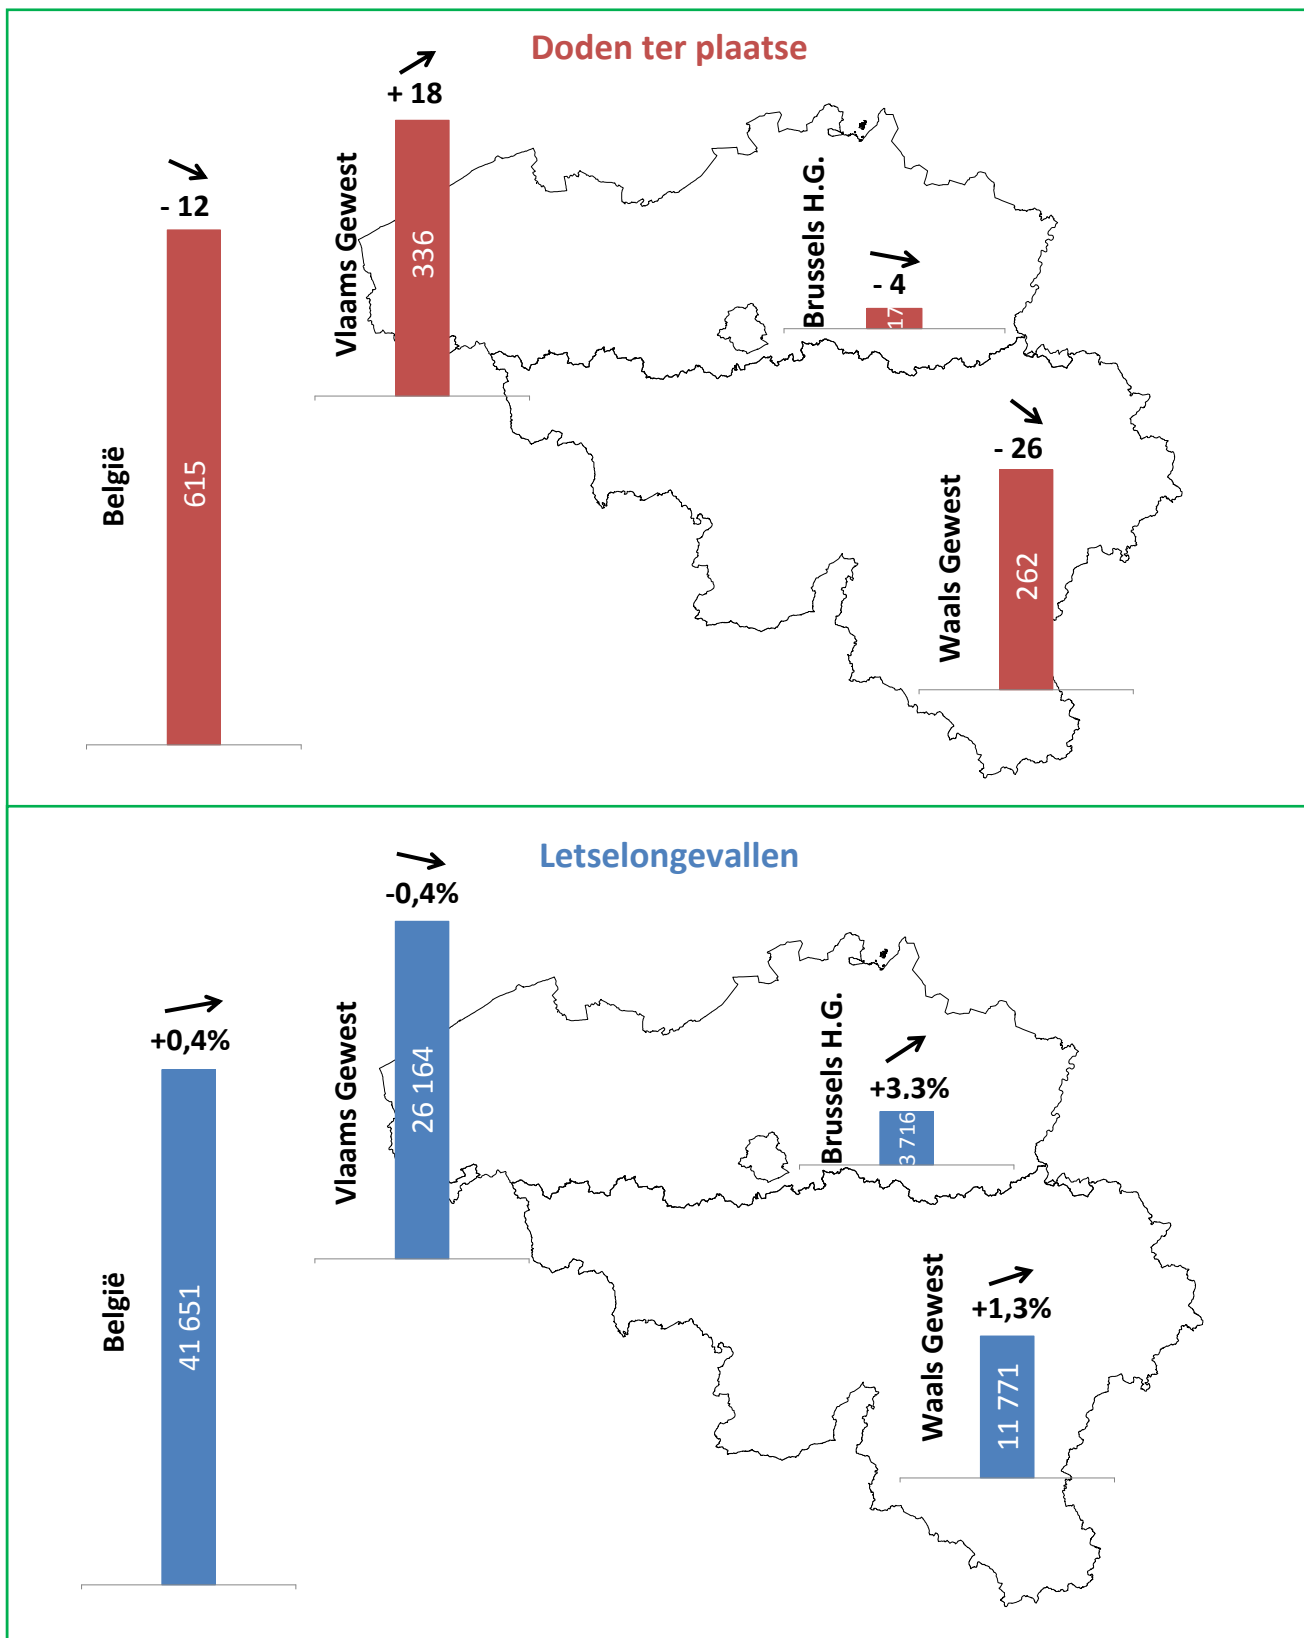 Doden ter plaatse
+ 18
Vlaams Gewest
336
- 12
België
615
Brussels H.G.
- 4
17
- 26
Waals Gewest
262
Letselongevallen
-0,4%
Vlaams Gewest
26 164
+0,4%
België
41 651
Brussels H.G.
+3,3%
3 716
Waals Gewest
+1,3%
11 771